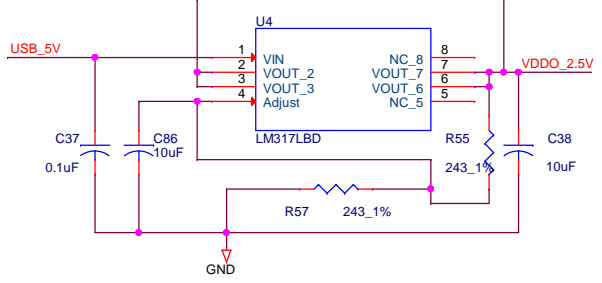 U4
USB_5V
1 VIN NC_8 8
2 VOUT_2 VOUT_7 7 VDDO_2.5V
3 VOUT_3 VOUT_6 6
4 Adjust NC_5 5
LM317LBD
C37 C86 R55 C38
0.1uF 10uF 243_1% 10uF
R57 243_1%
GND